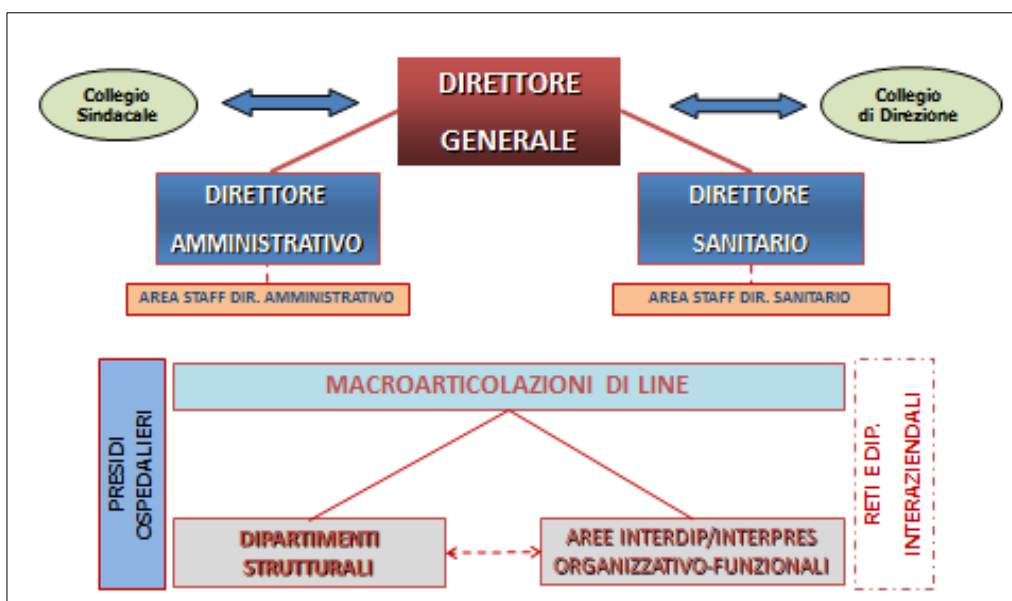 DIRETTORE
GENERALE
Collegio
Sindacale
Collegio
di Direzione
DIRETTORE
AMMINISTRATIVO
DIRETTORE
SANITARIO
AREA STAFF DIR. AMMINISTRATIVO
AREA STAFF DIR. SANITARIO
PRESIDI
OSPEDALIERI
MACROARTICOLAZIONI DI LINE
RETI E DIP.
INTERAZIENDALI
DIPARTIMENTI
STRUTTURALI
AREE INTERDIP/INTERPRES
ORGANIZZATIVO-FUNZIONALI